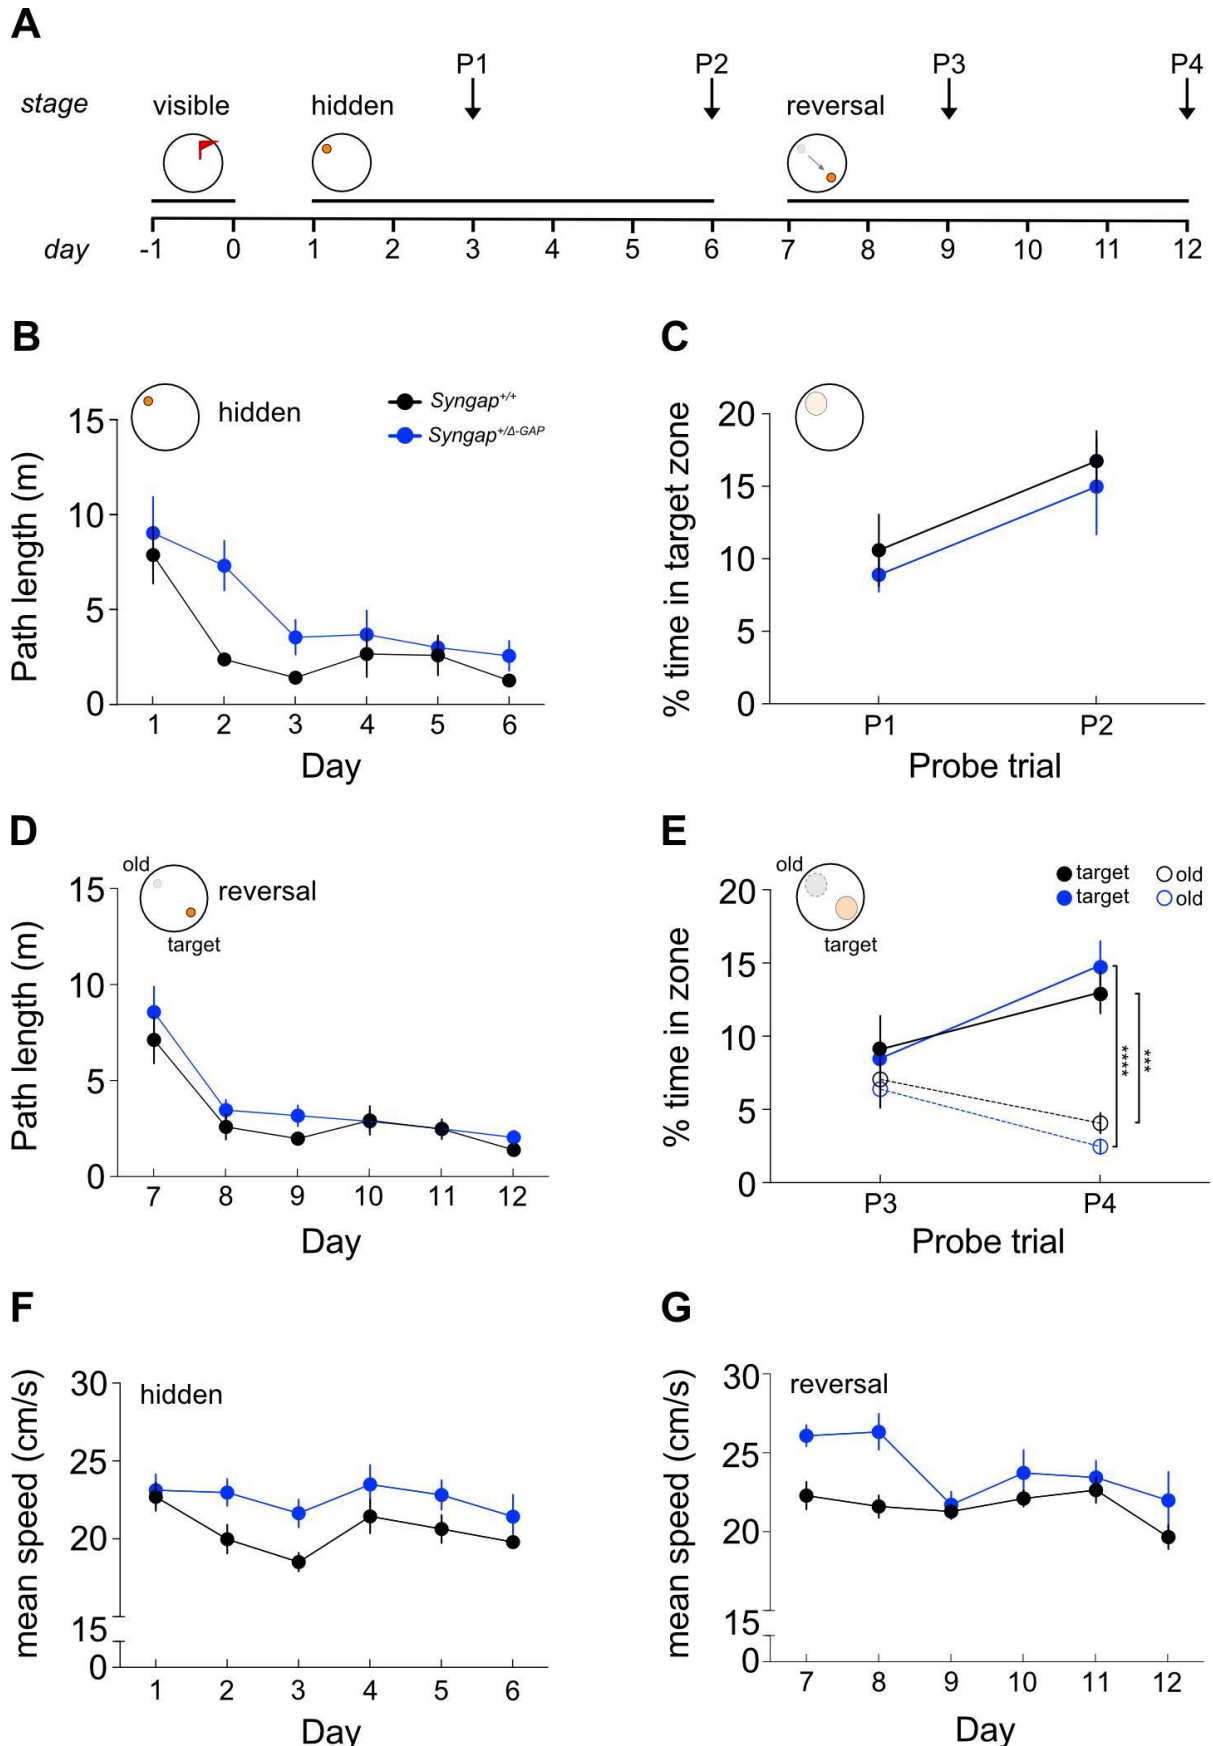 A
P1 P2 P3 P4
stage visible hidden reversal
day -1 0 1 2 3 4 5 6 7 8 9 10 11 12
B
hidden
Syngap+/+
Syngap+/Δ-GAP
15
10
5
0
Path length (m)
1 2 3 4 5 6
Day
C
20
15
10
5
0
% time in target zone
P1 P2
Probe trial
D
old
reversal
target
15
10
5
0
Path length (m)
7 8 9 10 11 12
Day
E
old
target
target old
target old
20
15
10
5
0
% time in zone
****
***
P3 P4
Probe trial
F
hidden
30
25
20
15
0
mean speed (cm/s)
1 2 3 4 5 6
Day
G
reversal
30
25
20
15
0
mean speed (cm/s)
7 8 9 10 11 12
Day